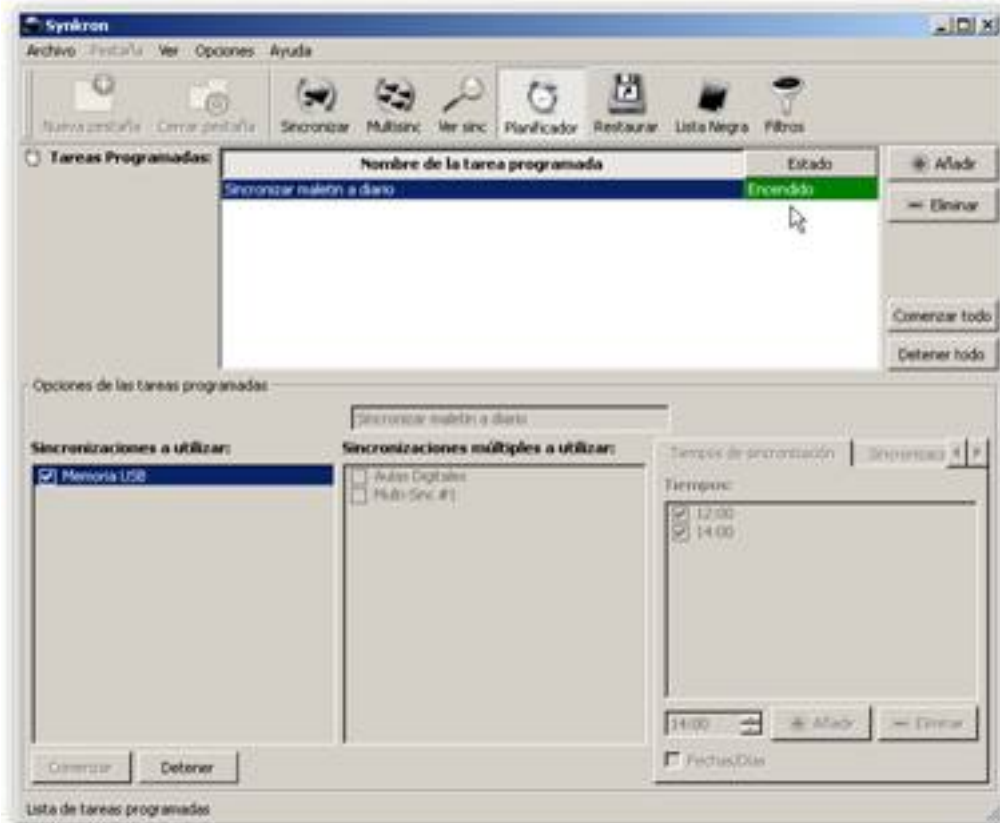 Synkron
Archivo Pestaña Ver Opciones Ayuda
Nueva pestaña Cerrar pestaña Sincronizar Multisinc Ver sinc Planificador Restaurar Lista Negra Filtros
Tareas Programadas:
Nombre de la tarea programada Estado
Sincronizar maletin a diario Encendido
Añadir
Eliminar
Comenzar todo
Detener todo
Opciones de las tareas programadas
Sincronizar maletin a diario
Sincronizaciones a utilizar:
Memoria USB
Sincronizaciones múltiples a utilizar:
Aulas Digitales
Multi-Sinc #1
Tiempos de sincronización
Tiempos:
12:00
14:00
14:00 Añadir Eliminar
Fechas/Días
Comenzar Detener
Lista de tareas programadas